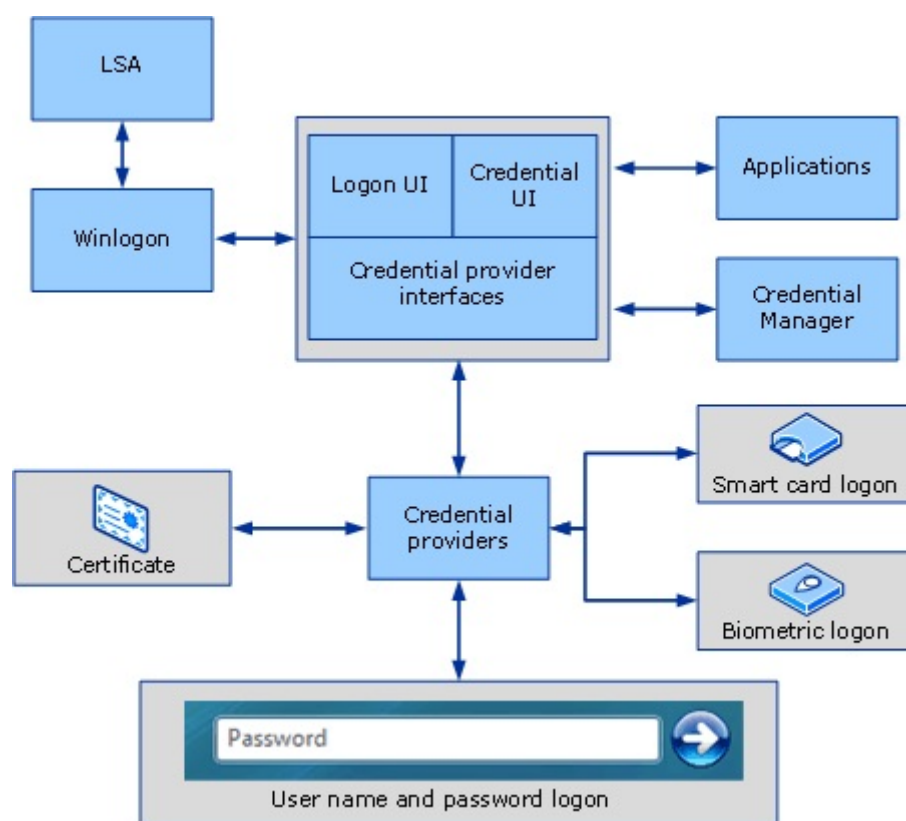 LSA
Winlogon
Logon UI
Credential
UI
Credential provider
interfaces
Applications
Credential
Manager
Smart card logon
Certificate
Credential
providers
Biometric logon
Password
User name and password logon